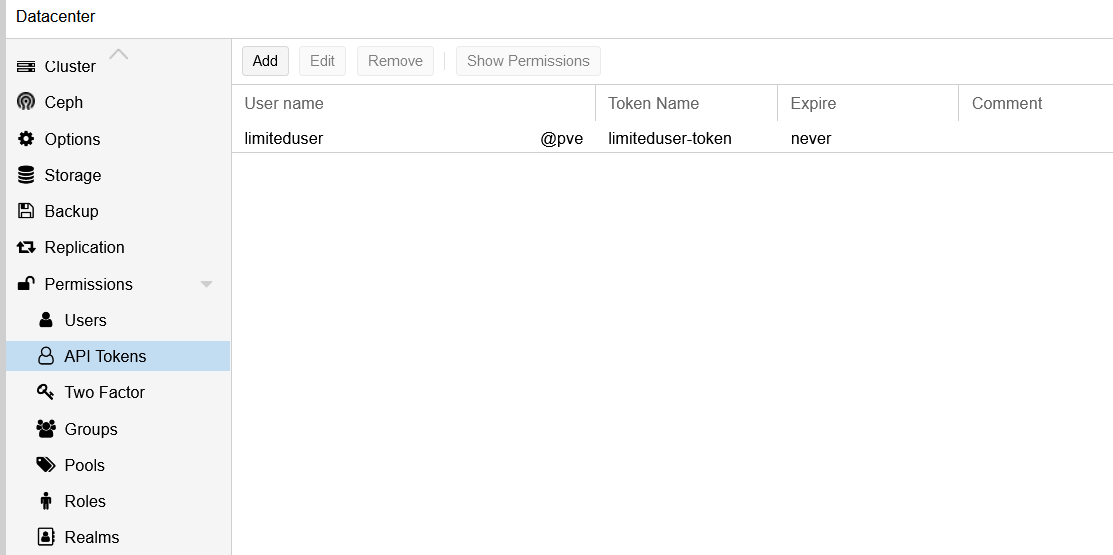 Datacenter
Cluster
Ceph
Options
Storage
Backup
Replication
Permissions
Users
API Tokens
Two Factor
Groups
Pools
Roles
Realms
Add Edit Remove Show Permissions
User name Token Name Expire Comment
limiteduser @pve limiteduser-token never